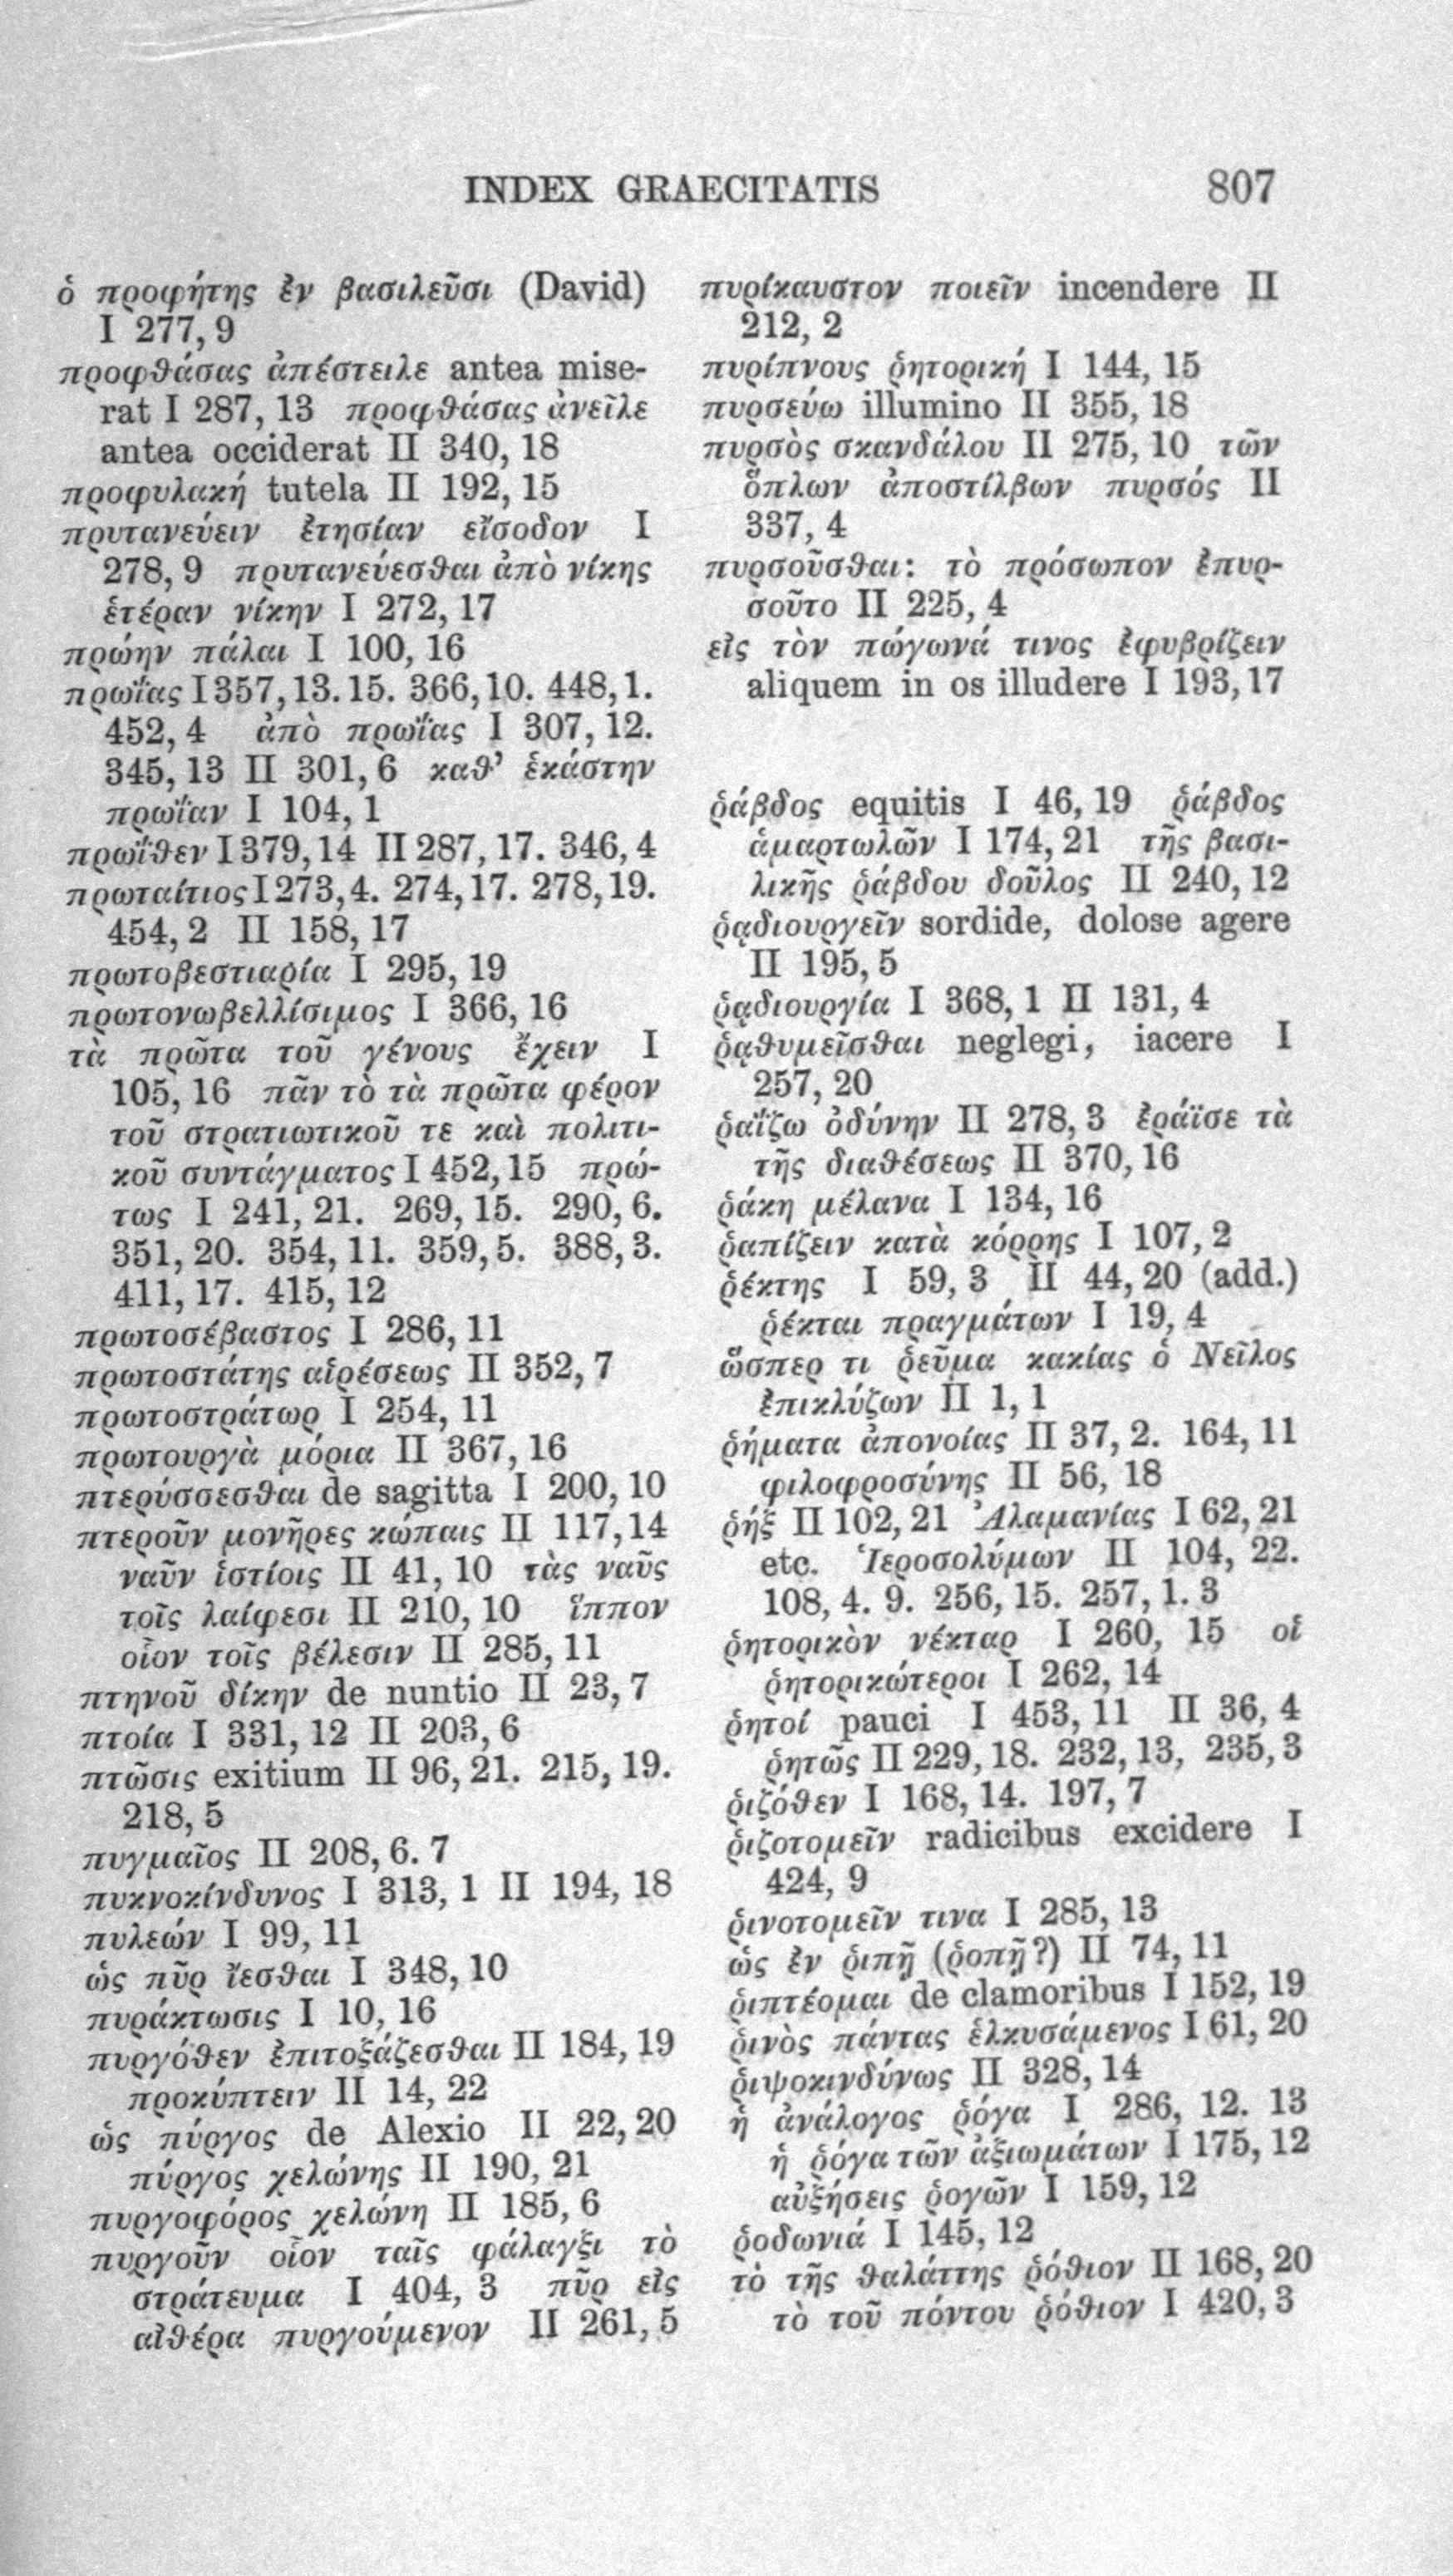 INDEX GRAECITATIS 807
ὁ προφήτης ἐν βασιλεῦσι (David)
I 277, 9
προφθάσας ἀπέστειλε antea mise-
rat I 287, 13 προφθάσας ἀνεῖλε
antea occiderat II 340, 18
προφυλακή tutela II 192, 15
πρυτανεύειν ἐτησίαν εἴσοδον I
278, 9 πρυτανεύεσθαι ἀπὸ νίκης
ἑτέραν νίκην I 272, 17
πρώην πάλαι I 100, 16
πρωΐας I 357, 13. 15. 366, 10. 448, 1.
452, 4 ἀπὸ πρωΐας I 307, 12.
345, 13 II 301, 6 καθ’ ἑκάστην
πρωΐαν I 104, 1
πρωΐθεν I 379, 14 II 287, 17. 346, 4
πρωταίτιος I 273, 4. 274, 17. 278, 19.
454, 2 II 158, 17
πρωτοβεστιαρία I 295, 19
πρωτονωβελλίσιμος I 366, 16
τὰ πρῶτα τοῦ γένους ἔχειν I
105, 16 πᾶν τὸ τὰ πρῶτα φέρον
τοῦ στρατιωτικοῦ τε καὶ πολιτι-
κοῦ συντάγματος I 452, 15 πρώ-
τως I 241, 21. 269, 15. 290, 6.
351, 20. 354, 11. 359, 5. 388, 3.
411, 17. 415, 12
πρωτοσέβαστος I 286, 11
πρωτοστάτης αἱρέσεως II 352, 7
πρωτοστράτωρ I 254, 11
πρωτουργὰ μόρια II 367, 16
πτερύσσεσθαι de sagitta I 200, 10
πτεροῦν μονῆρες κώπαις II 117, 14
ναῦν ἱστίοις II 41, 10 τὰς ναῦς
τοῖς λαίφεσι II 210, 10 ἵππον
οἷον τοῖς βέλεσιν II 285, 11
πτηνοῦ δίκην de nuntio II 23, 7
πτοία I 331, 12 II 203, 6
πτῶσις exitium II 96, 21. 215, 19.
218, 5
πυγμαῖος II 208, 6. 7
πυκνοκίνδυνος I 313, 1 II 194, 18
πυλεών I 99, 11
ὡς πῦρ ἵεσθαι I 348, 10
πυράκτωσις I 10, 16
πυργόθεν ἐπιτοξάζεσθαι II 184, 19
προκύπτειν II 14, 22
ὡς πύργος de Alexio II 22, 20
πύργος χελώνης II 190, 21
πυργοφόρος χελώνη II 185, 6
πυργοῦν οἷον ταῖς φάλαγξι τὸ
στράτευμα I 404, 3 πῦρ εἰς
αἰθέρα πυργούμενον II 261, 5
πυρίκαυστον ποιεῖν incendere II
212, 2
πυρίπνους ῥητορική I 144, 15
πυρσεύω illumino II 355, 18
πυρσὸς σκανδάλου II 275, 10 τῶν
ὅπλων ἀποστίλβων πυρσός II
337, 4
πυρσοῦσθαι: τὸ πρόσωπον ἐπυρ-
σοῦτο II 225, 4
εἰς τὸν πώγωνά τινος ἐφυβρίζειν
aliquem in os illudere I 193, 17
ῥάβδος equitis I 46, 19 ῥάβδος
ἁμαρτωλῶν I 174, 21 τῆς βασι-
λικῆς ῥάβδου δοῦλος II 240, 12
ῥᾳδιουργεῖν sordide, dolose agere
II 195, 5
ῥᾳδιουργία I 368, 1 II 131, 4
ῥᾳθυμεῖσθαι neglegi, iacere I
257, 20
ῥαΐζω ὀδύνην II 278, 3 ἐράϊσε τὰ
τῆς διαθέσεως II 370, 16
ῥάκη μέλανα I 134, 16
ῥαπίζειν κατὰ κόρρης I 107, 2
ῥέκτης I 59, 3 II 44, 20 (add.)
ῥέκται πραγμάτων I 19, 4
ὥσπερ τι ῥεῦμα κακίας ὁ Νεῖλος
ἐπικλύζων II 1, 1
ῥήματα ἀπονοίας II 37, 2. 164, 11
φιλοφροσύνης II 56, 18
ῥήξ II 102, 21 Ἀλαμανίας I 62, 21
etc. Ἱεροσολύμων II 104, 22.
108, 4. 9. 256, 15. 257, 1. 3
ῥητορικὸν νέκταρ I 260, 15 οἱ
ῥητορικώτεροι I 262, 14
ῥητοί pauci I 453, 11 II 36, 4
ῥητῶς II 229, 18. 232, 13, 235, 3
ῥιζόθεν I 168, 14. 197, 7
ῥιζοτομεῖν radicibus excidere I
424, 9
ῥινοτομεῖν τινα I 285, 13
ὡς ἐν ῥιπῇ (ῥοπῇ?) II 74, 11
ῥιπτέομαι de clamoribus I 152, 19
ῥινὸς πάντας ἑλκυσάμενος I 61, 20
ῥιψοκινδύνως II 328, 14
ἡ ἀνάλογος ῥόγα I 286, 12. 13
ἡ ῥόγα τῶν ἀξιωμάτων I 175, 12
αὐξήσεις ῥογῶν I 159, 12
ῥοδωνιά I 145, 12
τὸ τῆς θαλάττης ῥόθιον II 168, 20
τὸ τοῦ πόντου ῥόθιον I 420, 3